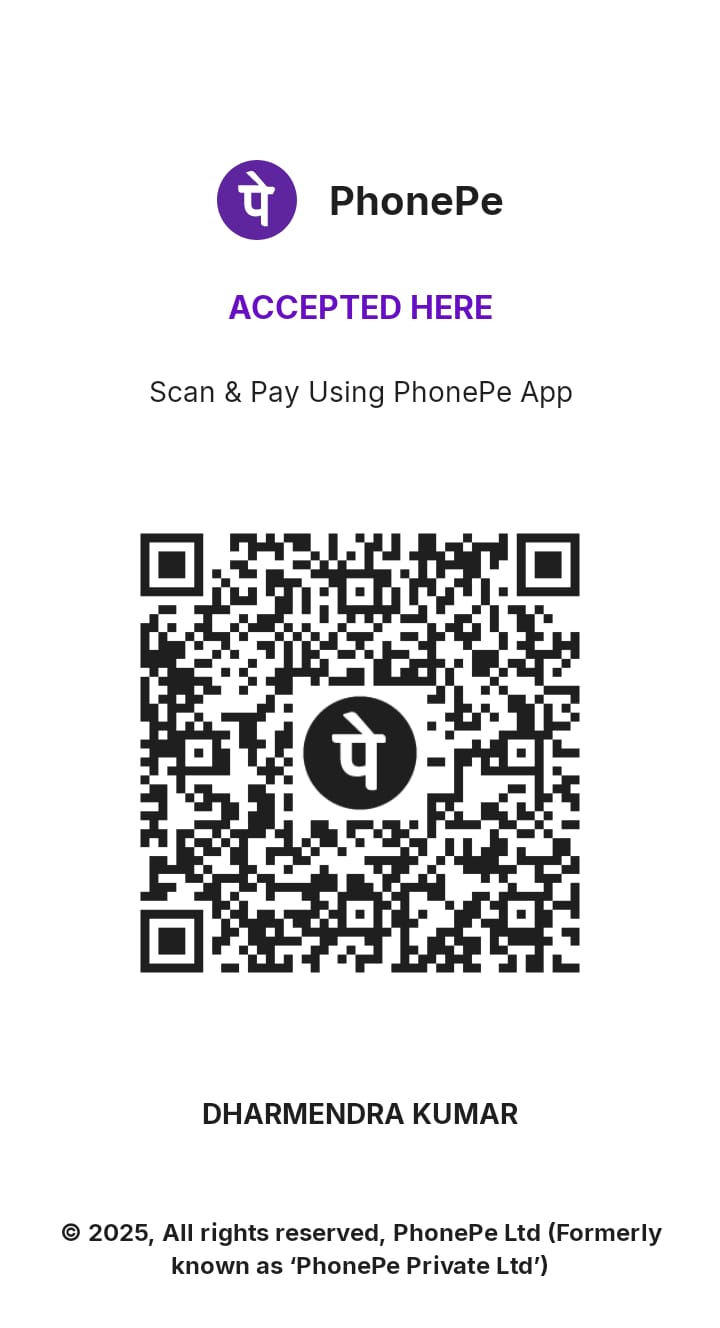 पे PhonePe
ACCEPTED HERE
Scan & Pay Using PhonePe App
पे
DHARMENDRA KUMAR
© 2025, All rights reserved, PhonePe Ltd (Formerly
known as ‘PhonePe Private Ltd’)